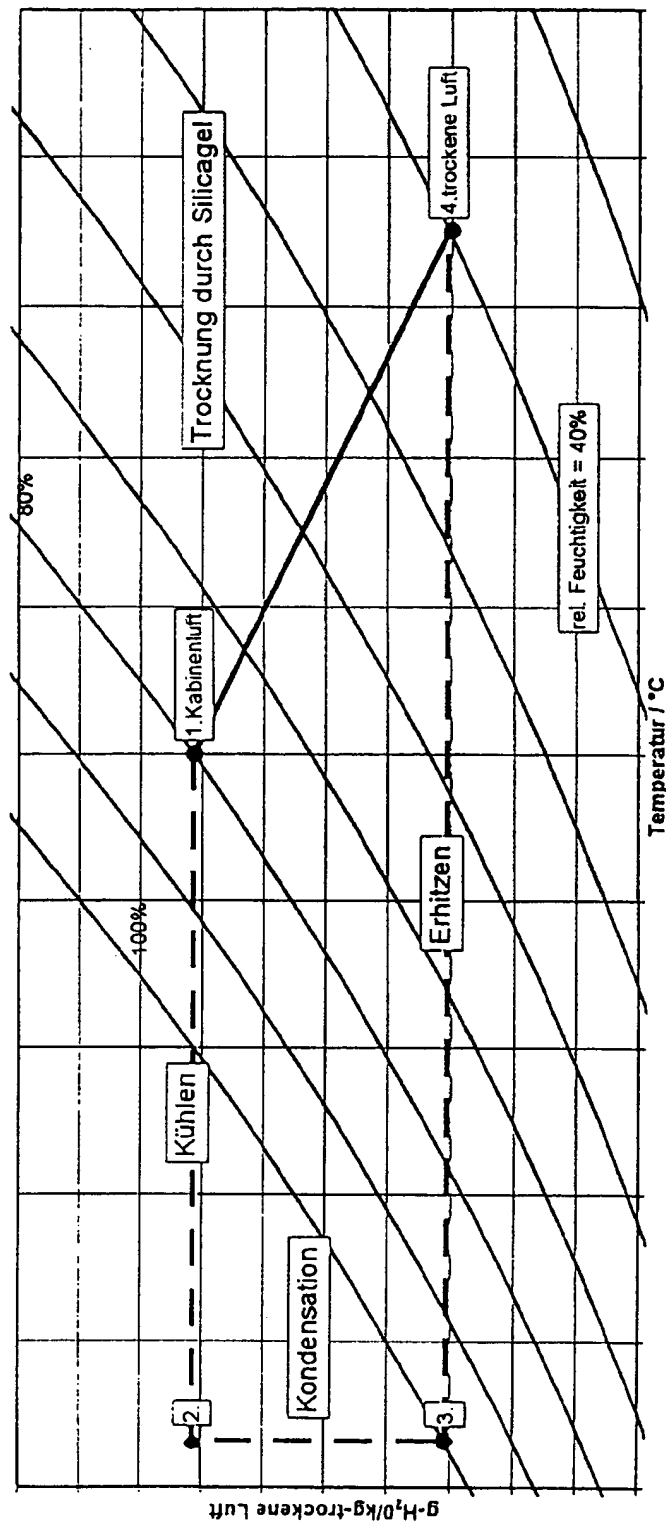 80%
100%
Trocknung durch Silicagel
1.Kabinenluft
Kühlen
2.
4.trockene Luft
Kondensation
Erhitzen
3.
rel. Feuchtigkeit = 40%
Temperatur / °C
g-H₂O/kg-trockene Luft